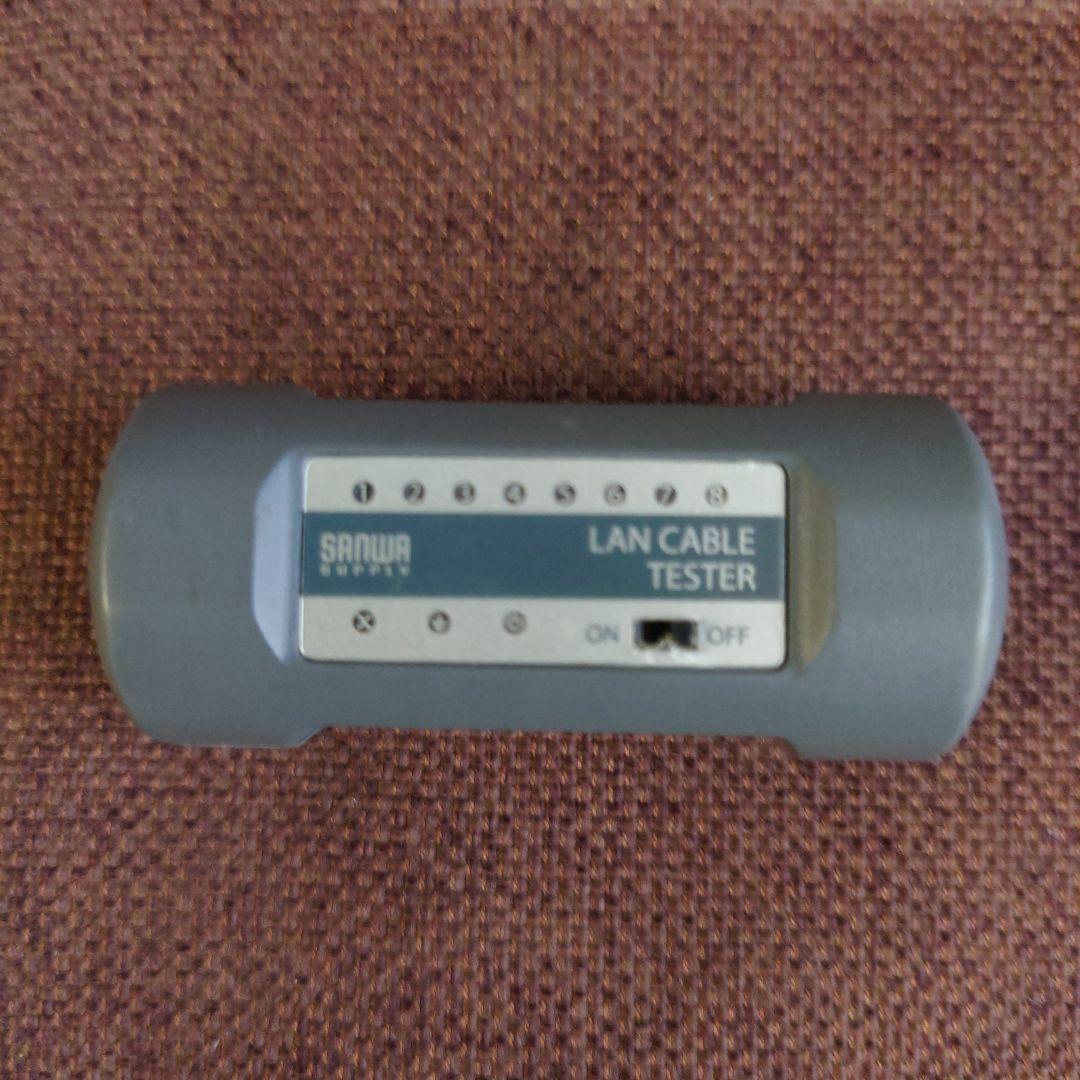 1 2 3 4 5 6 7 8
SANWA
SUPPLY
LAN CABLE
TESTER
ON OFF